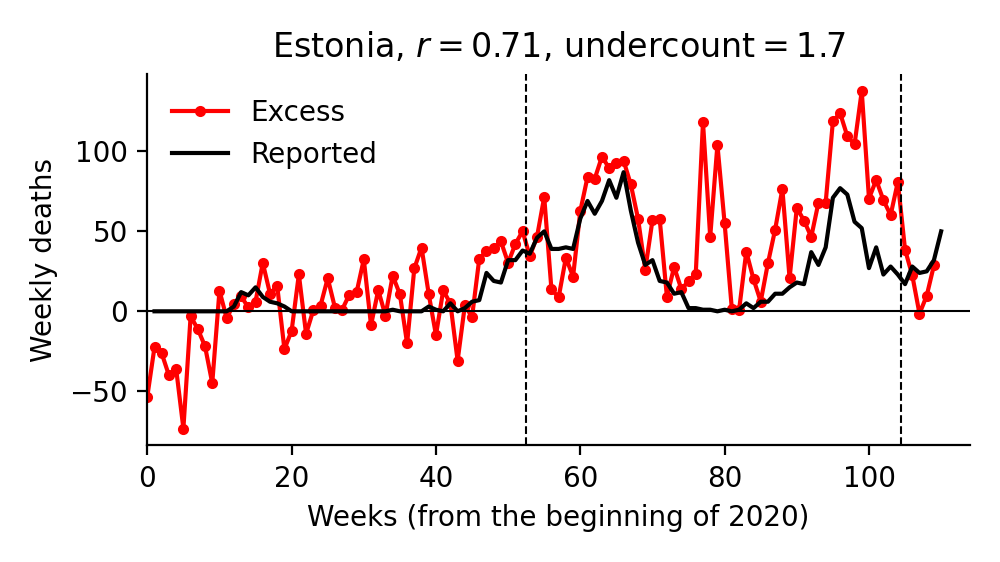 Estonia, r = 0.71, undercount = 1.7
Excess
Reported
Weekly deaths
100
50
0
−50
0 20 40 60 80 100
Weeks (from the beginning of 2020)